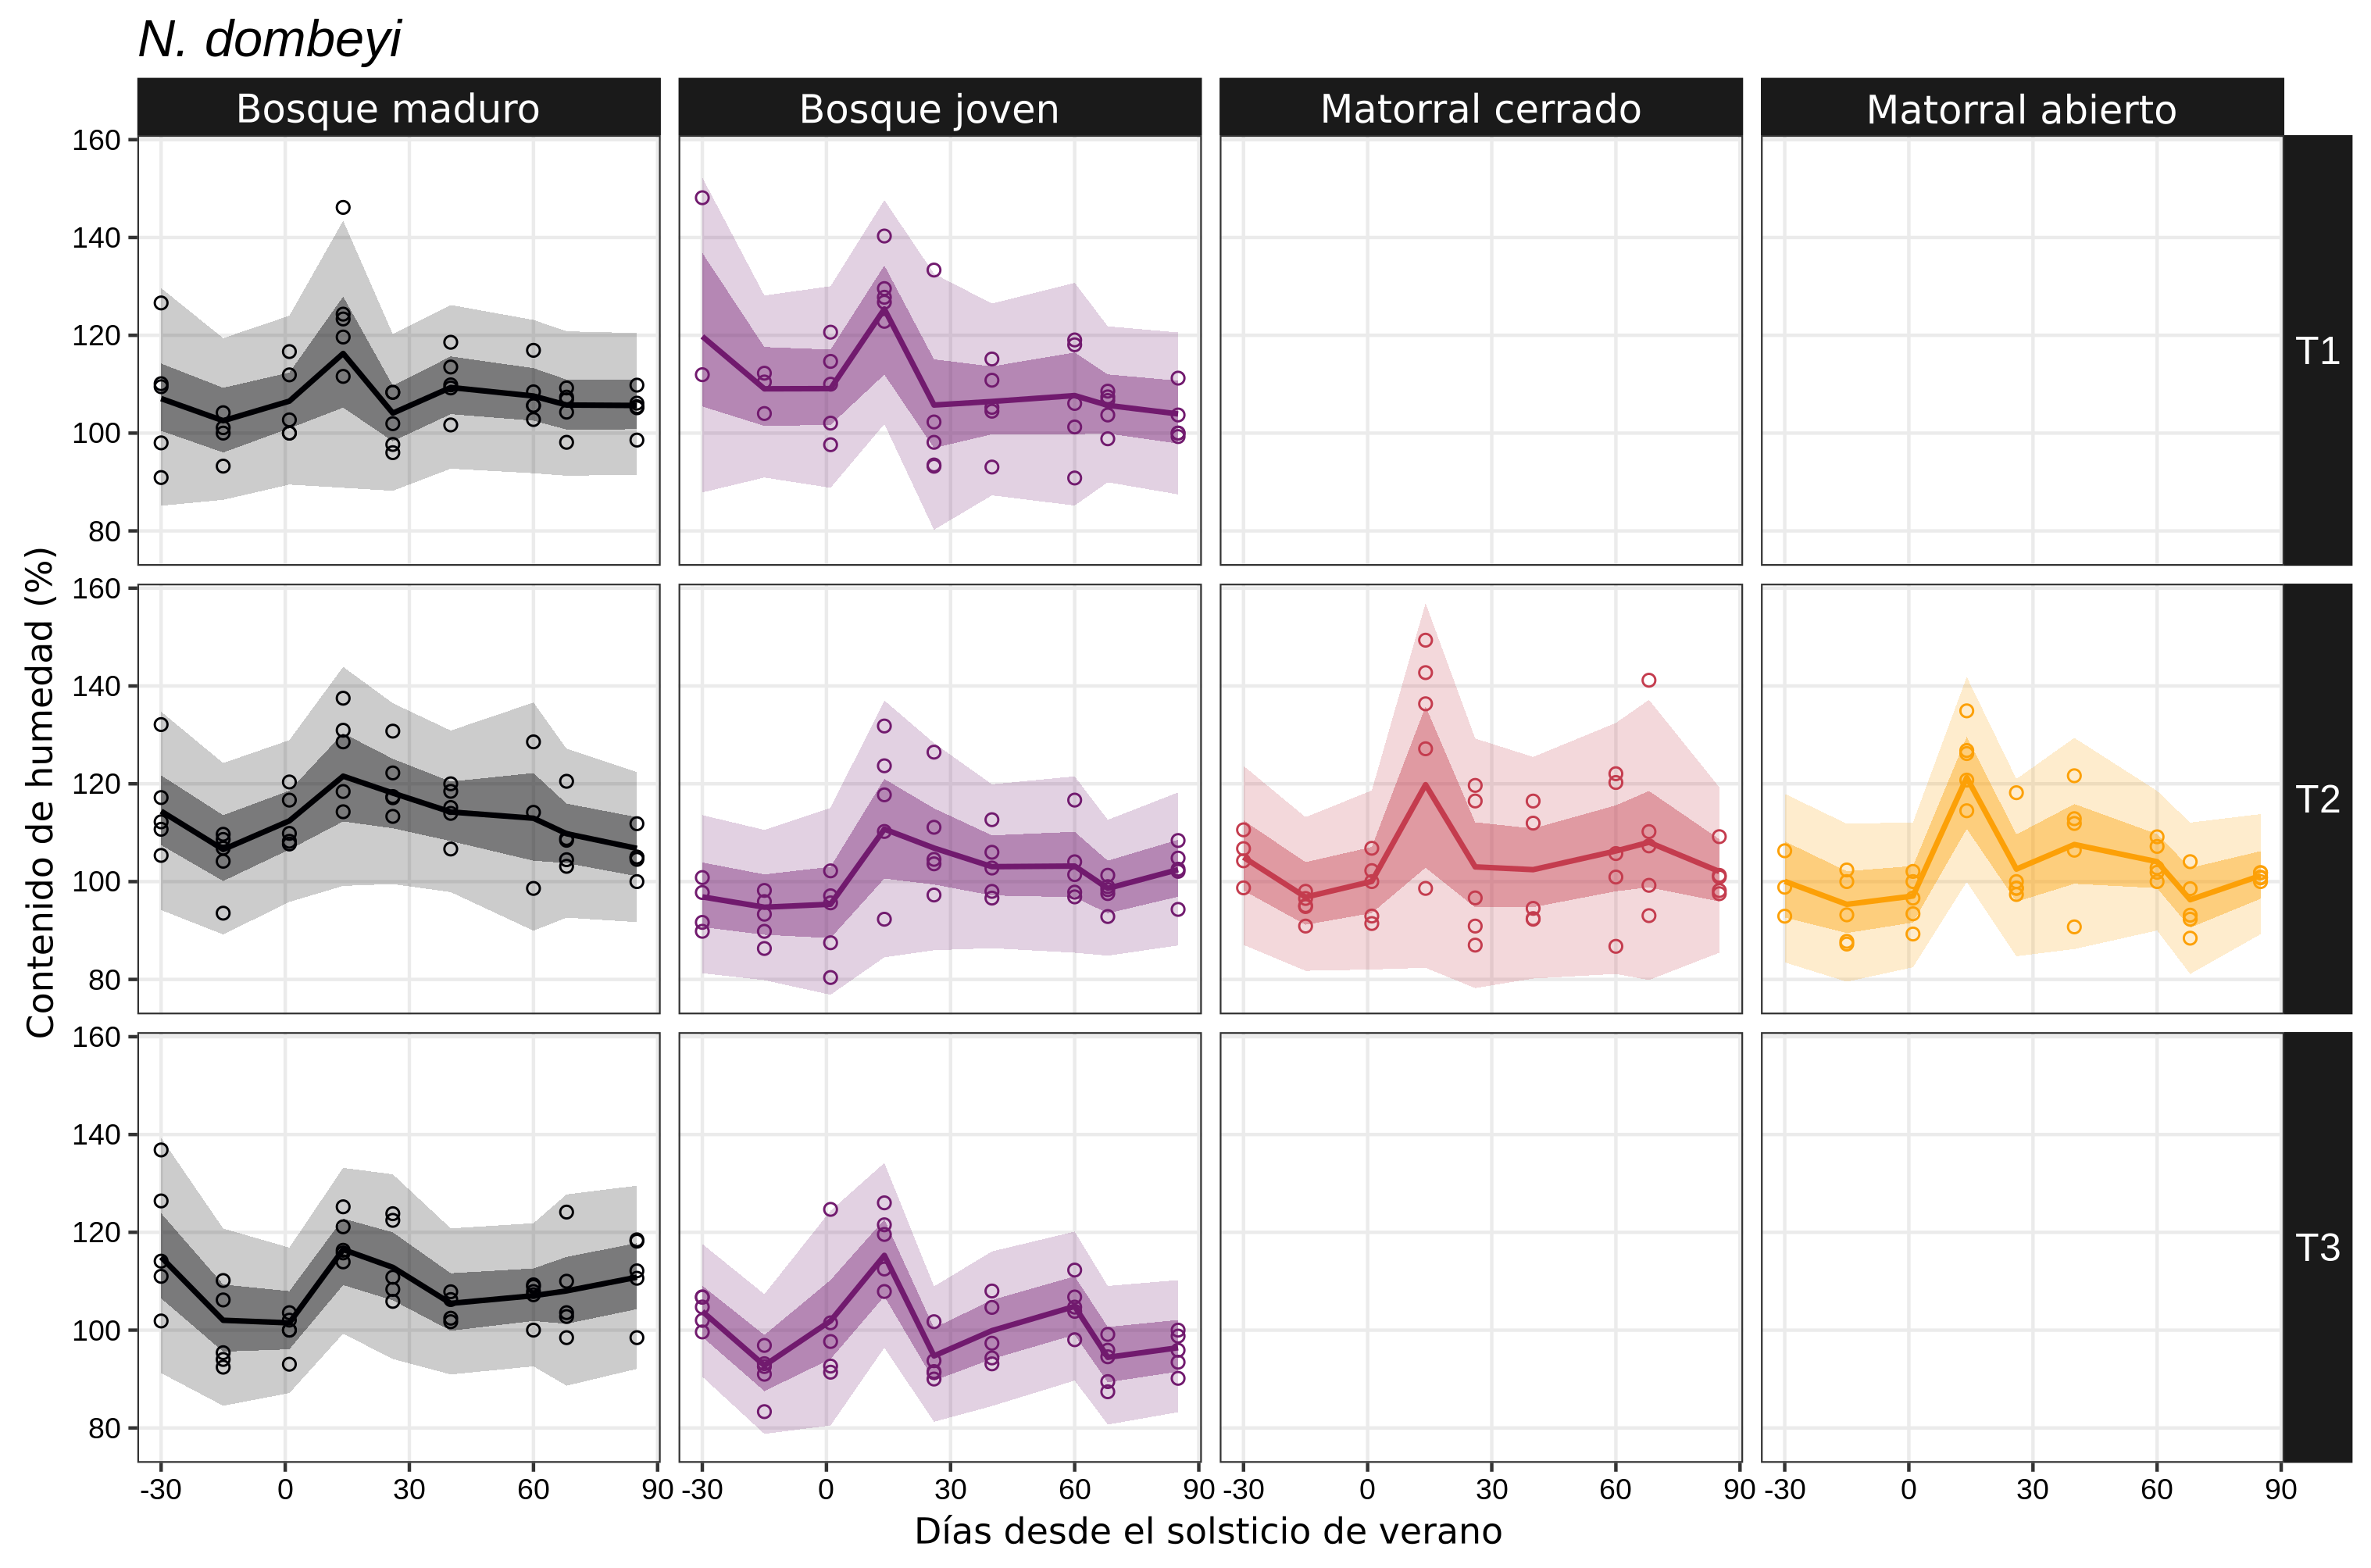 N. dombeyi
Bosque maduro Bosque joven Matorral cerrado Matorral abierto
Contenido de humedad (%)
160
140
120
100
80
T1
160
140
120
100
80
T2
160
140
120
100
80
T3
-30 0 30 60 90 -30 0 30 60 90 -30 0 30 60 90 -30 0 30 60 90
Días desde el solsticio de verano